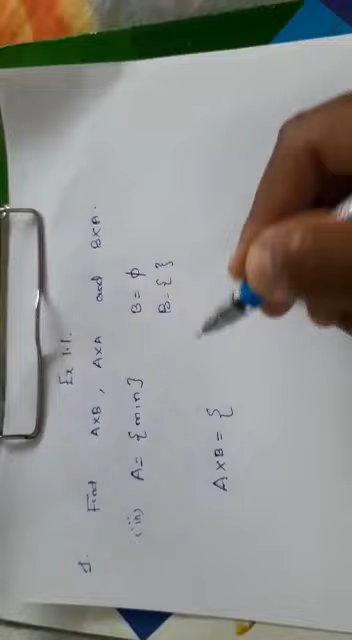 Ex 1.1.
1. Find A×B, A×A and B×A.
(iii) A = {m,n} B = ϕ
B = { }
A×B = {